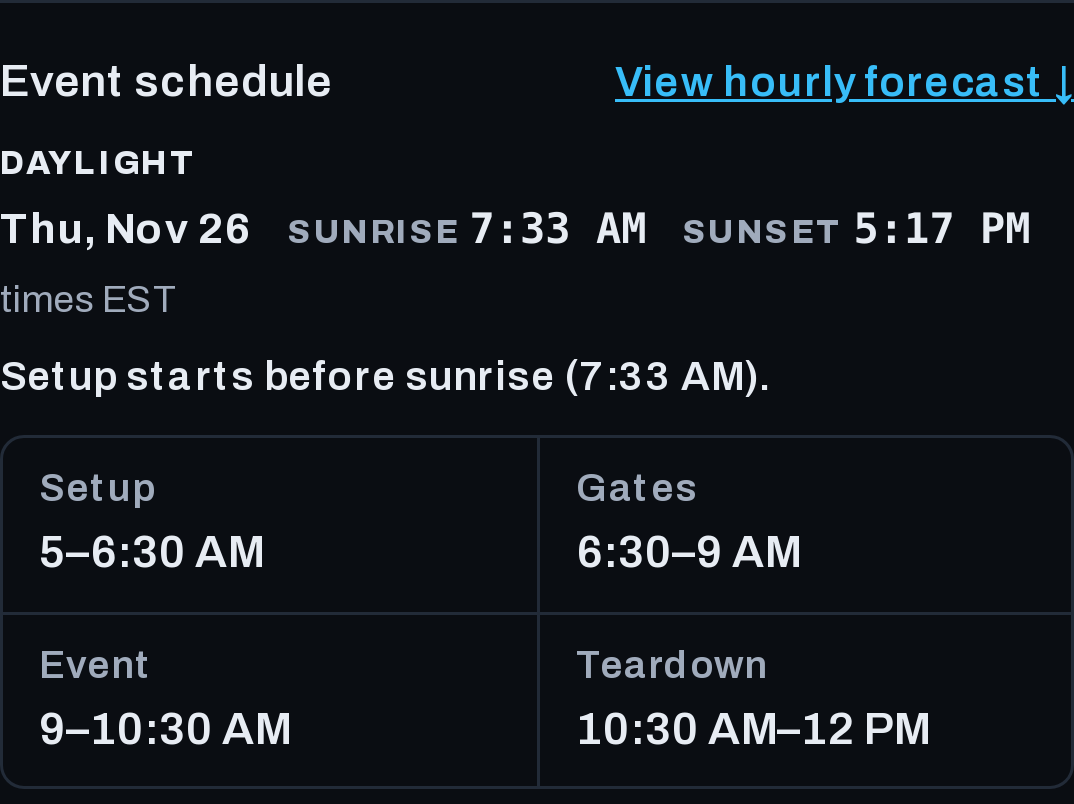 Event schedule
View hourly forecast ↓
DAYLIGHT
Thu, Nov 26 SUNRISE 7:33 AM SUNSET 5:17 PM
times EST
Setup starts before sunrise (7:33 AM).
Setup
5–6:30 AM
Gates
6:30–9 AM
Event
9–10:30 AM
Teardown
10:30 AM–12 PM